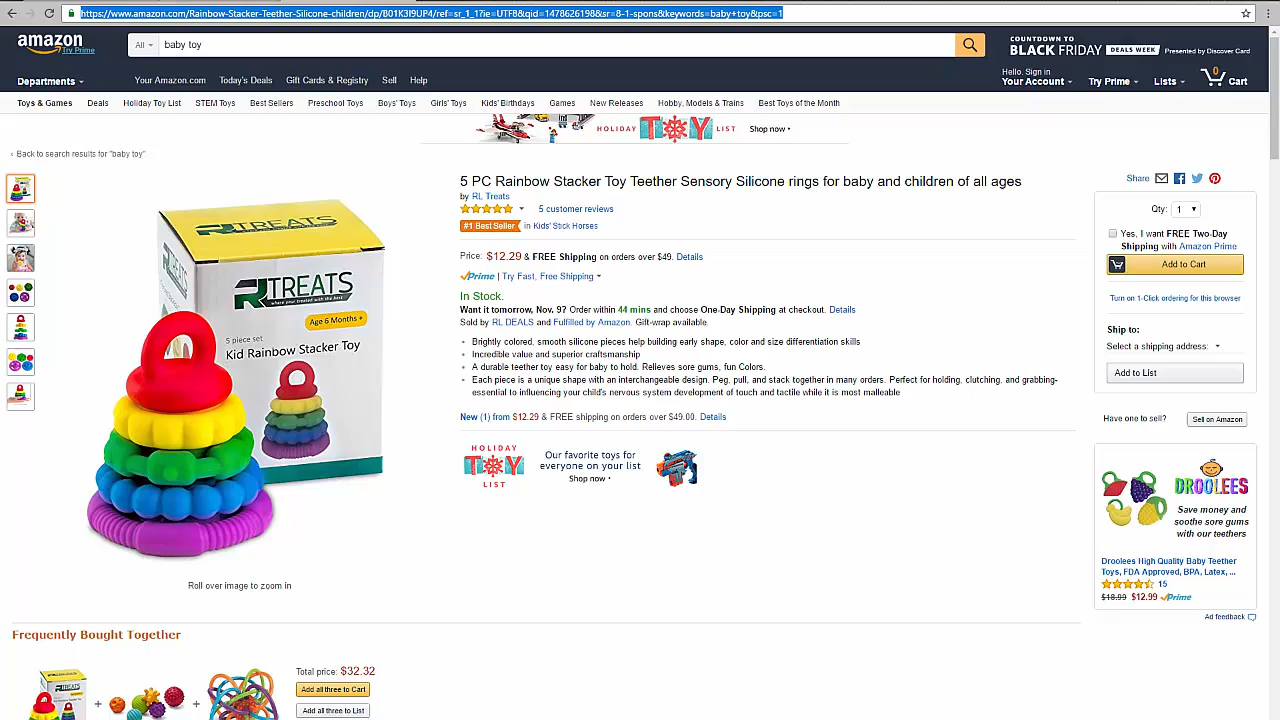 https://www.amazon.com/Rainbow-Stacker-Teether-Silicone-children/dp/B01K3I9UP4/ref=sr_1_1?ie=UTF8&qid=1478626198&sr=8-1-spons&keywords=baby+toy&psc=1
amazon
Try Prime
All
baby toy
COUNTDOWN TO
BLACK FRIDAY DEALS WEEK Presented by Discover Card
Departments
Your Amazon.com Today's Deals Gift Cards & Registry Sell Help
Hello. Sign in
Your Account Try Prime Lists 0 Cart
Toys & Games Deals Holiday Toy List STEM Toys Best Sellers Preschool Toys Boys' Toys Girls' Toys Kids' Birthdays Games New Releases Hobby, Models & Trains Best Toys of the Month
HOLIDAY TOY LIST Shop now ›
‹ Back to search results for "baby toy"
RTREATS
RTREATS
where your treated with the best
Age 6 Months +
5 piece set
Kid Rainbow Stacker Toy
Roll over image to zoom in
5 PC Rainbow Stacker Toy Teether Sensory Silicone rings for baby and children of all ages
by RL Treats
5 customer reviews
#1 Best Seller in Kids' Stick Horses
Price: $12.29 & FREE Shipping on orders over $49. Details
Prime | Try Fast, Free Shipping
In Stock.
Want it tomorrow, Nov. 9? Order within 44 mins and choose One-Day Shipping at checkout. Details
Sold by RL DEALS and Fulfilled by Amazon. Gift-wrap available.
• Brightly colored, smooth silicone pieces help building early shape, color and size differentiation skills
• Incredible value and superior craftsmanship
• A durable teether toy easy for baby to hold. Relieves sore gums, fun Colors.
• Each piece is a unique shape with an interchangeable design. Peg, pull, and stack together in many orders. Perfect for holding, clutching, and grabbing-
essential to influencing your child's nervous system development of touch and tactile while it is most malleable
New (1) from $12.29 & FREE shipping on orders over $49.00. Details
HOLIDAY
TOY
LIST
Our favorite toys for
everyone on your list
Shop now ›
Share
Qty: 1
Yes, I want FREE Two-Day
Shipping with Amazon Prime
Add to Cart
Turn on 1-Click ordering for this browser
Ship to:
Select a shipping address:
Add to List
Have one to sell? Sell on Amazon
DROOLEES
Save money and
soothe sore gums
with our teethers
Droolees High Quality Baby Teether
Toys, FDA Approved, BPA, Latex, ...
15
$18.99 $12.99 Prime
Ad feedback
Frequently Bought Together
RTREATS
+
+
Total price: $32.32
Add all three to Cart
Add all three to List